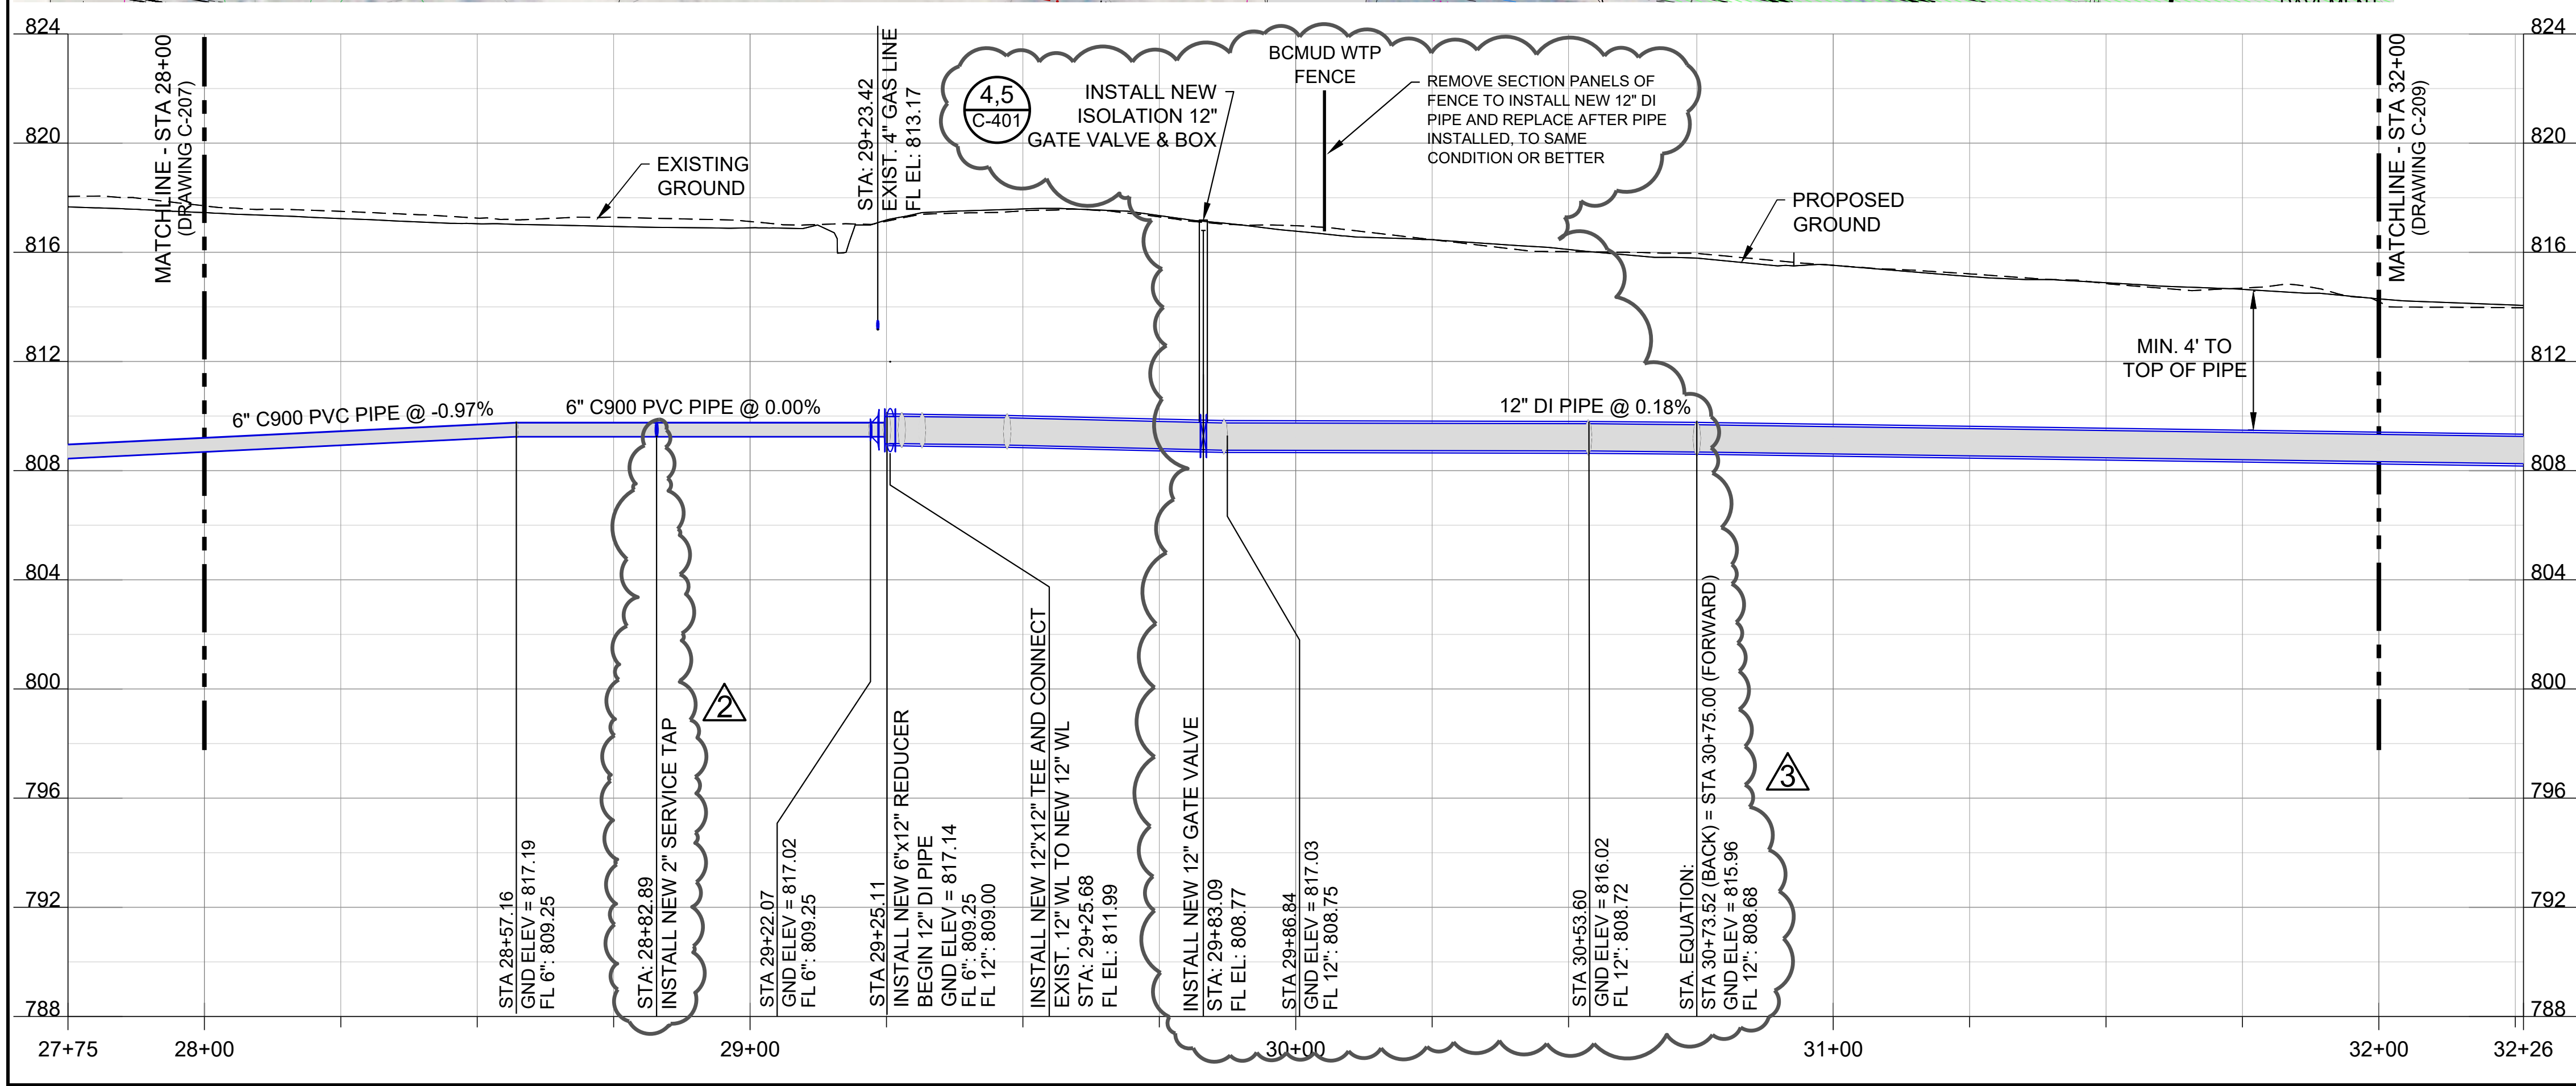 PAVEMENT
824
820
816
812
808
804
800
796
792
788
MATCHLINE - STA 28+00
(DRAWING C-207)
EXISTING
GROUND
STA: 29+23.42
EXIST. 4" GAS LINE
FL EL: 813.17
4,5
C-401
INSTALL NEW
ISOLATION 12"
GATE VALVE & BOX
BCMUD WTP
FENCE
REMOVE SECTION PANELS OF
FENCE TO INSTALL NEW 12" DI
PIPE AND REPLACE AFTER PIPE
INSTALLED, TO SAME
CONDITION OR BETTER
PROPOSED
GROUND
MATCHLINE - STA 32+00
(DRAWING C-209)
824
820
816
812
808
804
800
796
792
788
MIN. 4' TO
TOP OF PIPE
6" C900 PVC PIPE @ -0.97%
6" C900 PVC PIPE @ 0.00%
12" DI PIPE @ 0.18%
STA 28+57.16
GND ELEV = 817.19
FL 6": 809.25
STA: 28+82.89
INSTALL NEW 2" SERVICE TAP
2
STA 29+22.07
GND ELEV = 817.02
FL 6": 809.25
STA 29+25.11
INSTALL NEW 6"x12" REDUCER
BEGIN 12" DI PIPE
GND ELEV = 817.14
FL 6": 809.25
FL 12": 809.00
INSTALL NEW 12"x12" TEE AND CONNECT
EXIST. 12" WL TO NEW 12" WL
STA: 29+25.68
FL EL: 811.99
INSTALL NEW 12" GATE VALVE
STA: 29+83.09
FL EL: 808.77
STA 29+86.84
GND ELEV = 817.03
FL 12": 808.75
STA 30+53.60
GND ELEV = 816.02
FL 12": 808.72
STA. EQUATION:
STA 30+73.52 (BACK) = STA 30+75.00 (FORWARD)
GND ELEV = 815.96
FL 12": 808.68
3
27+75
28+00
29+00
30+00
31+00
32+00
32+26